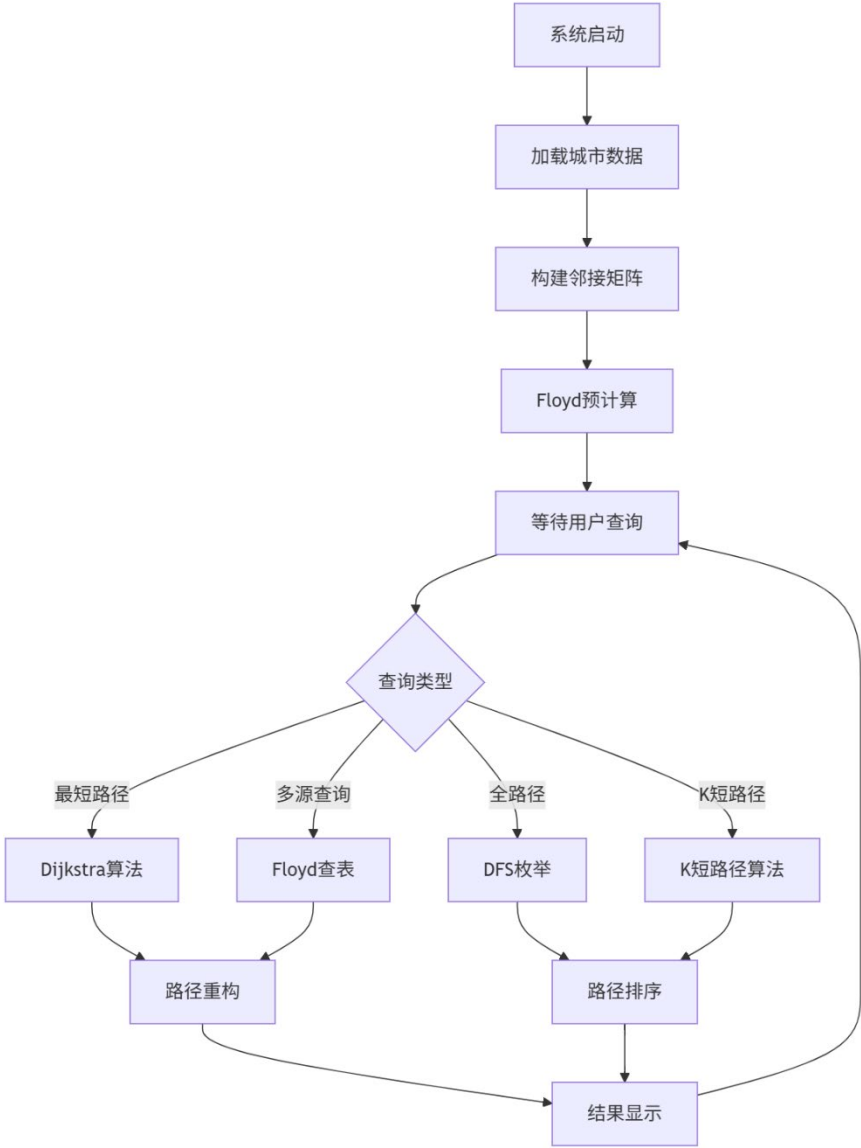 系统启动
加载城市数据
构建邻接矩阵
Floyd预计算
等待用户查询
查询类型
最短路径
多源查询
全路径
K短路径
Dijkstra算法
Floyd查表
DFS枚举
K短路径算法
路径重构
路径排序
结果显示